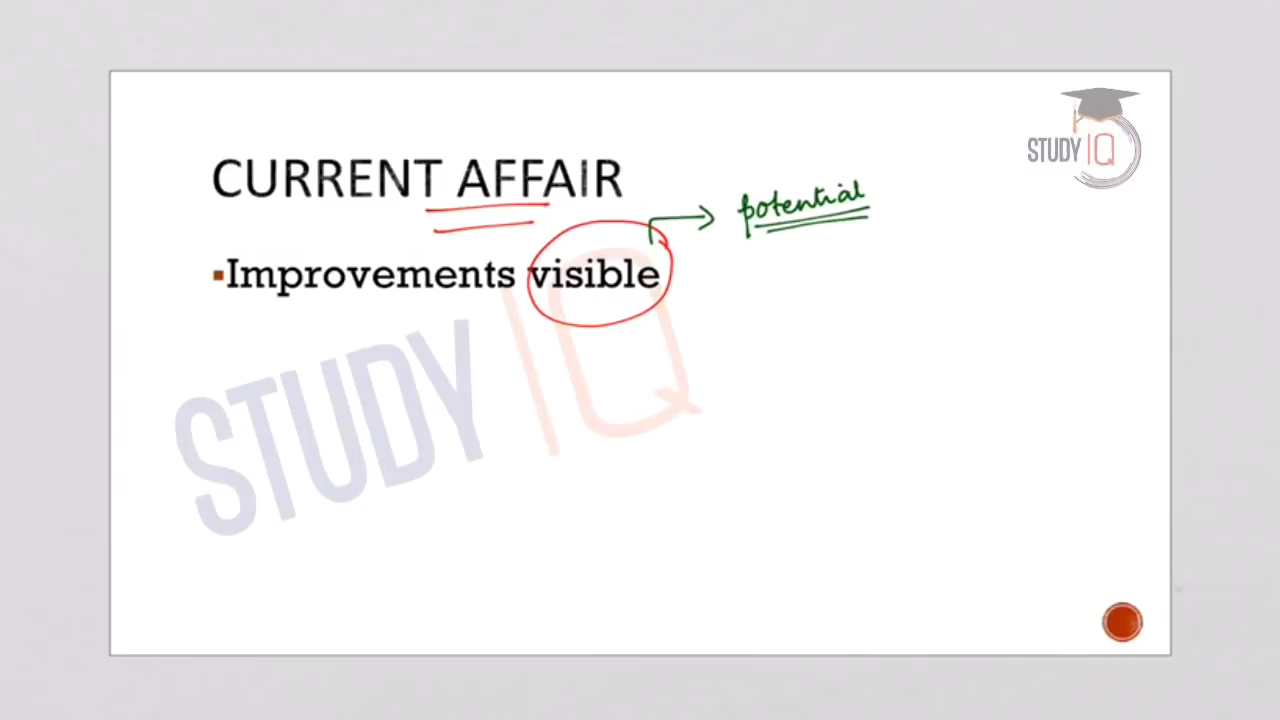 STUDY IQ
CURRENT AFFAIR
potential
Improvements visible
STUDY IQ